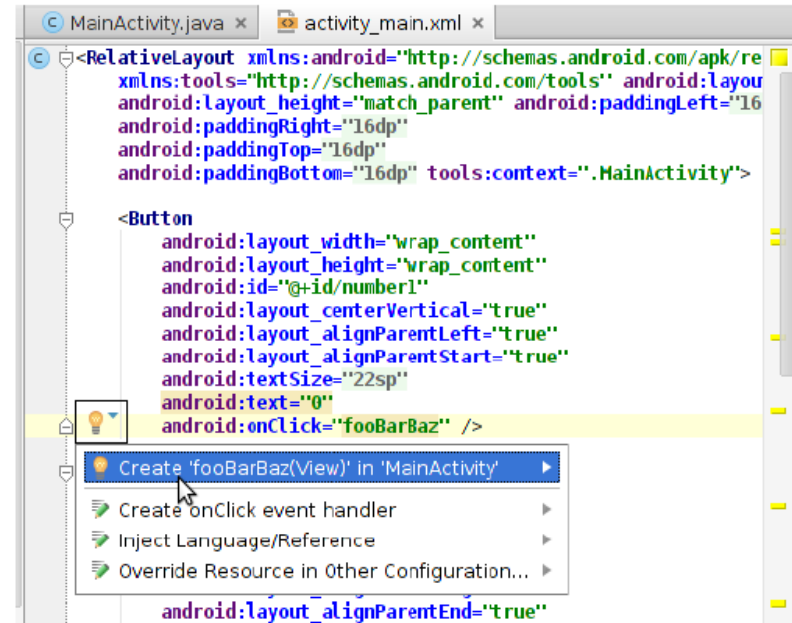 MainActivity.java × activity_main.xml ×
<RelativeLayout xmlns:android="http://schemas.android.com/apk/re
xmlns:tools="http://schemas.android.com/tools" android:layou
android:layout_height="match_parent" android:paddingLeft="16
android:paddingRight="16dp"
android:paddingTop="16dp"
android:paddingBottom="16dp" tools:context=".MainActivity">
<Button
android:layout_width="wrap_content"
android:layout_height="wrap_content"
android:id="@+id/number1"
android:layout_centerVertical="true"
android:layout_alignParentLeft="true"
android:layout_alignParentStart="true"
android:textSize="22sp"
android:text="0"
android:onClick="fooBarBaz" />
Create 'fooBarBaz(View)' in 'MainActivity'
Create onClick event handler
Inject Language/Reference
Override Resource in Other Configuration...
android:layout_alignParentEnd="true"